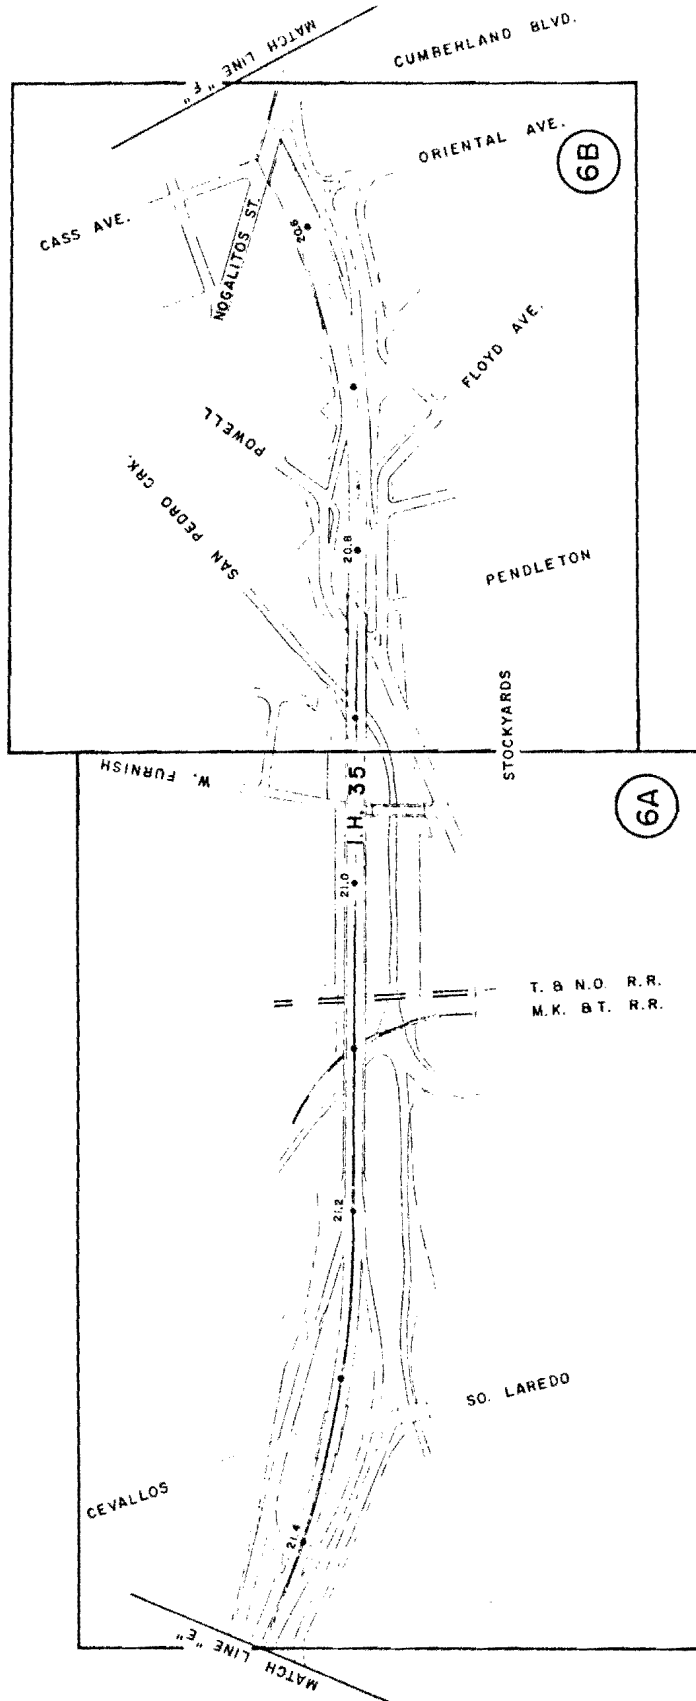 MATCH LINE "F"
CUMBERLAND BLVD.
CASS AVE.
ORIENTAL AVE.
6B
NOGALITOS ST.
20.6
FLOYD AVE.
POWELL
SAN PEDRO CRK.
20.8
PENDLETON
STOCKYARDS
W. FURNISH
I.H. 35
6A
21.0
T. & N.O. R.R.
M.K. & T. R.R.
21.2
SO. LAREDO
CEVALLOS
21.4
MATCH LINE "E"